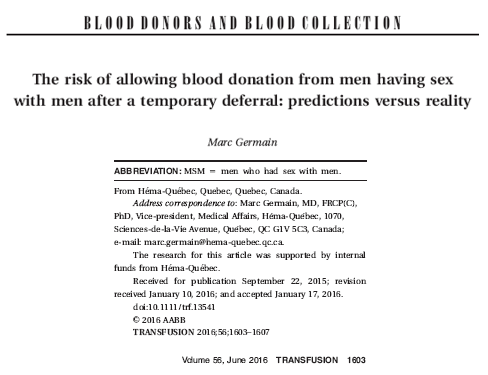 BLOOD DONORS AND BLOOD COLLECTION
The risk of allowing blood donation from men having sex
with men after a temporary deferral: predictions versus reality
Marc Germain
ABBREVIATION: MSM = men who had sex with men.
From Héma-Québec, Quebec, Quebec, Canada.
Address correspondence to: Marc Germain, MD, FRCP(C),
PhD, Vice-president, Medical Affairs, Héma-Québec, 1070,
Sciences-de-la-Vie Avenue, Québec, QC G1V 5C3, Canada;
e-mail: marc.germain@hema-quebec.qc.ca.
The research for this article was supported by internal
funds from Héma-Québec.
Received for publication September 22, 2015; revision
received January 10, 2016; and accepted January 17, 2016.
doi:10.1111/trf.13541
© 2016 AABB
TRANSFUSION 2016;56;1603–1607
Volume 56, June 2016 TRANSFUSION 1603